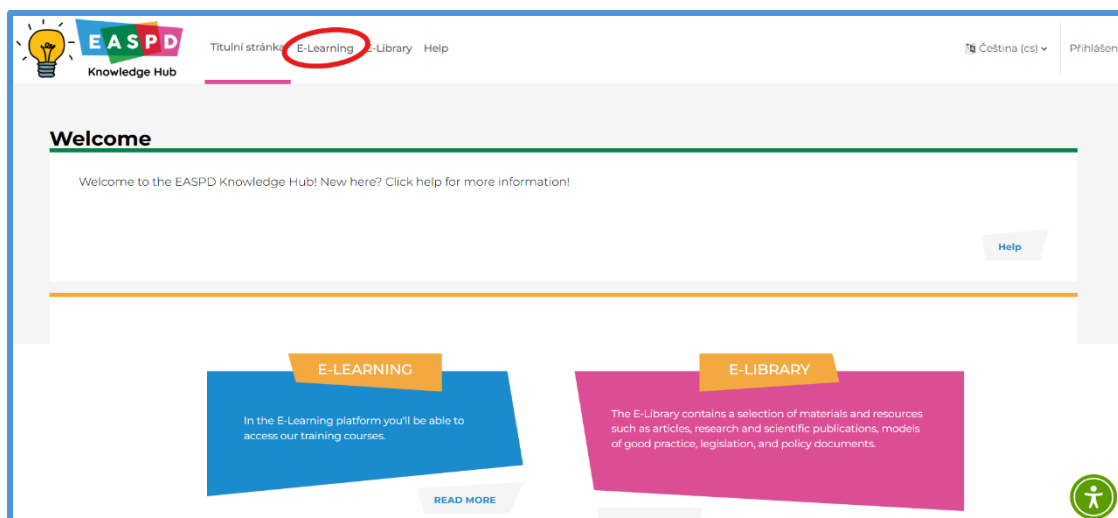 EASPD
Knowledge Hub
Titulní stránka E-Learning E-Library Help
Čeština (cs)
Přihlášen
Welcome
Welcome to the EASPD Knowledge Hub! New here? Click help for more information!
Help
E-LEARNING
In the E-Learning platform you'll be able to
access our training courses.
READ MORE
E-LIBRARY
The E-Library contains a selection of materials and resources
such as articles, research and scientific publications, models
of good practice, legislation, and policy documents.